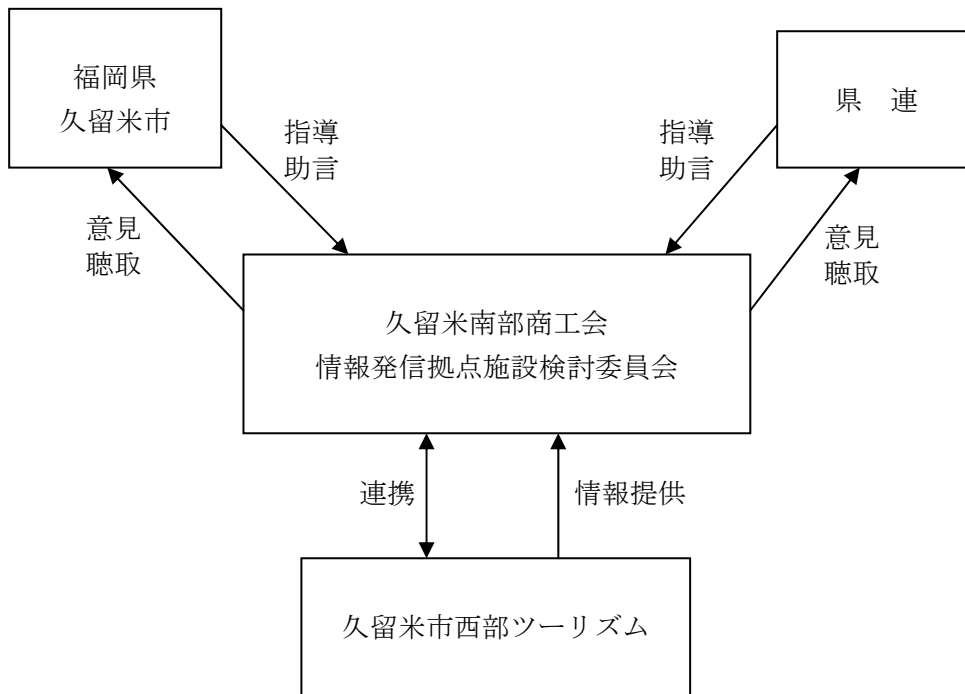 福岡県
久留米市
県　連
指導
助言
指導
助言
意見
聴取
意見
聴取
久留米南部商工会
情報発信拠点施設検討委員会
連携
情報提供
久留米市西部ツーリズム